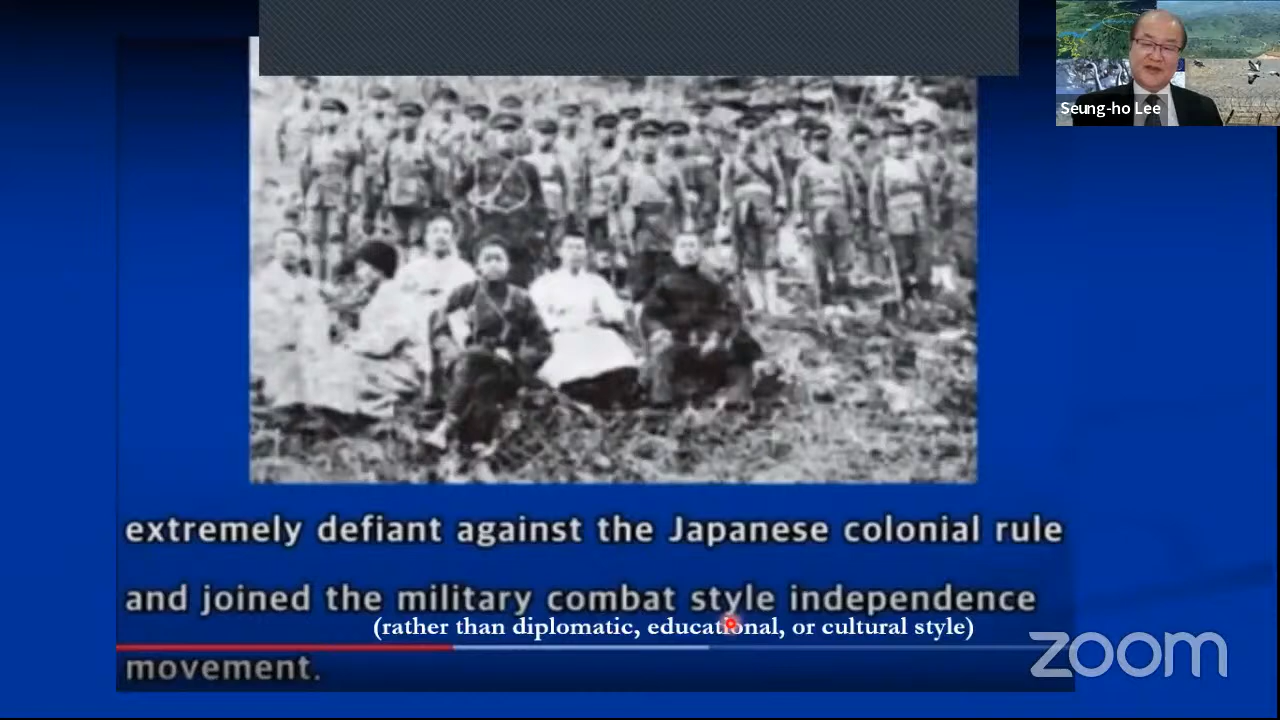 Seung-ho Lee
extremely defiant against the Japanese colonial rule
and joined the military combat style independence
(rather than diplomatic, educational, or cultural style)
movement.
zoom